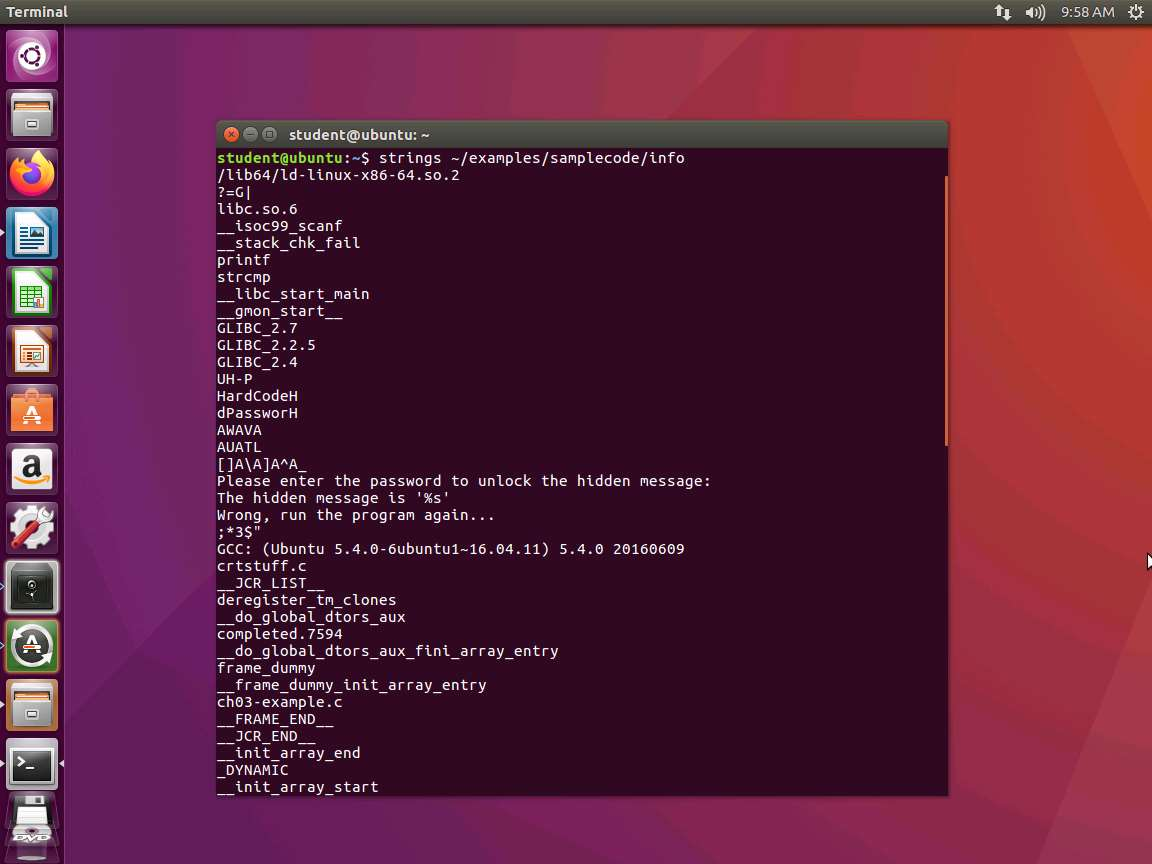 Terminal
9:58 AM
student@ubuntu: ~
student@ubuntu:~$ strings ~/examples/samplecode/info
/lib64/ld-linux-x86-64.so.2
?=G|
libc.so.6
__isoc99_scanf
__stack_chk_fail
printf
strcmp
__libc_start_main
__gmon_start__
GLIBC_2.7
GLIBC_2.2.5
GLIBC_2.4
UH-P
HardCodeH
dPassworH
AWAVA
AUATL
[]A\A]A^A_
Please enter the password to unlock the hidden message:
The hidden message is '%s'
Wrong, run the program again...
;*3$"
GCC: (Ubuntu 5.4.0-6ubuntu1~16.04.11) 5.4.0 20160609
crtstuff.c
__JCR_LIST__
deregister_tm_clones
__do_global_dtors_aux
completed.7594
__do_global_dtors_aux_fini_array_entry
frame_dummy
__frame_dummy_init_array_entry
ch03-example.c
__FRAME_END__
__JCR_END__
__init_array_end
_DYNAMIC
__init_array_start
a
>_
DVD